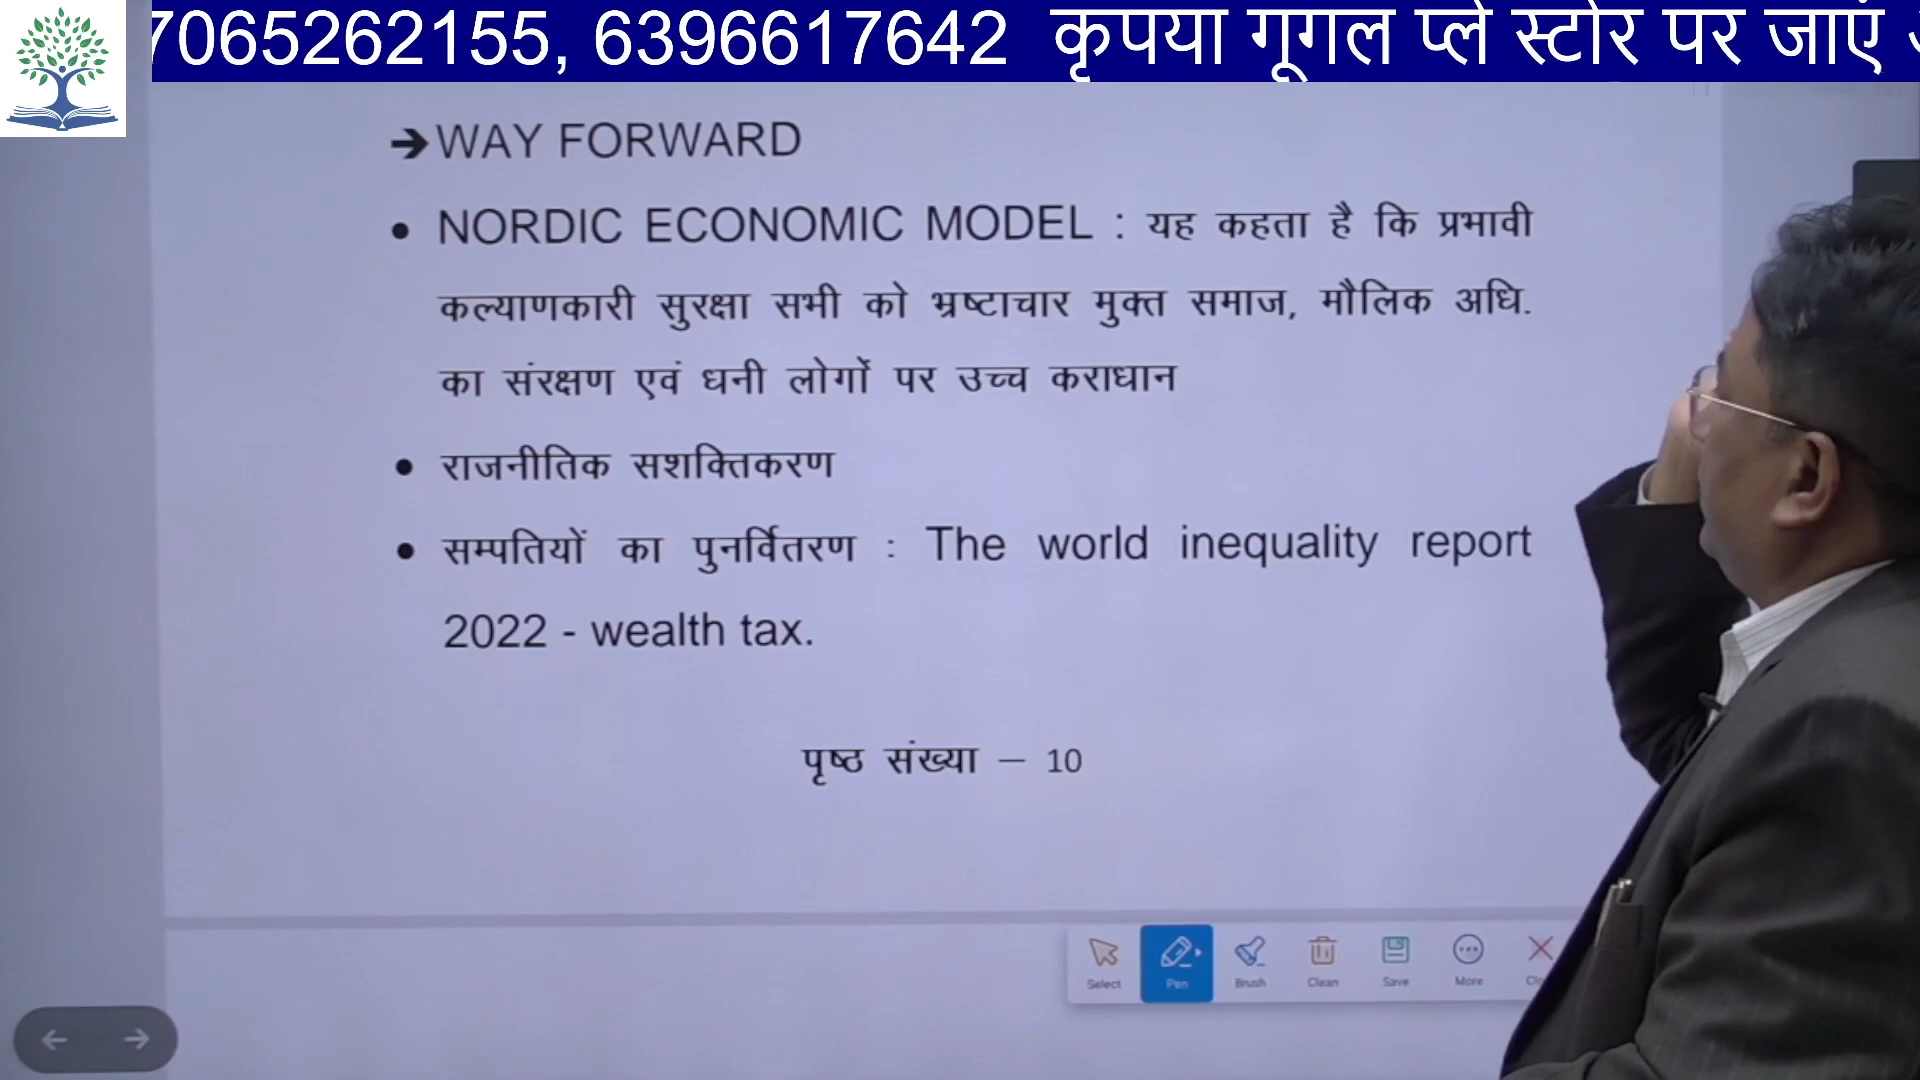 7065262155, 6396617642 कृपया गूगल प्ले स्टोर पर जाएं
➔ WAY FORWARD
• NORDIC ECONOMIC MODEL : यह कहता है कि प्रभावी
कल्याणकारी सुरक्षा सभी को भ्रष्टाचार मुक्त समाज, मौलिक अधि.
का संरक्षण एवं धनी लोगों पर उच्च कराधान
• राजनीतिक सशक्तिकरण
• सम्पतियों का पुनर्वितरण : The world inequality report
2022 - wealth tax.
पृष्ठ संख्या – 10
Select Pen Brush Clean Save More